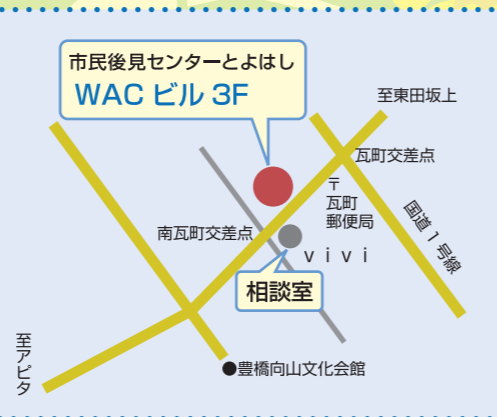 市民後見センターとよはし
WAC ビル 3F
至東田坂上
瓦町交差点
〒
瓦町
郵便局
国道1号線
南瓦町交差点
vivi
相談室
至アピタ
●豊橋向山文化会館